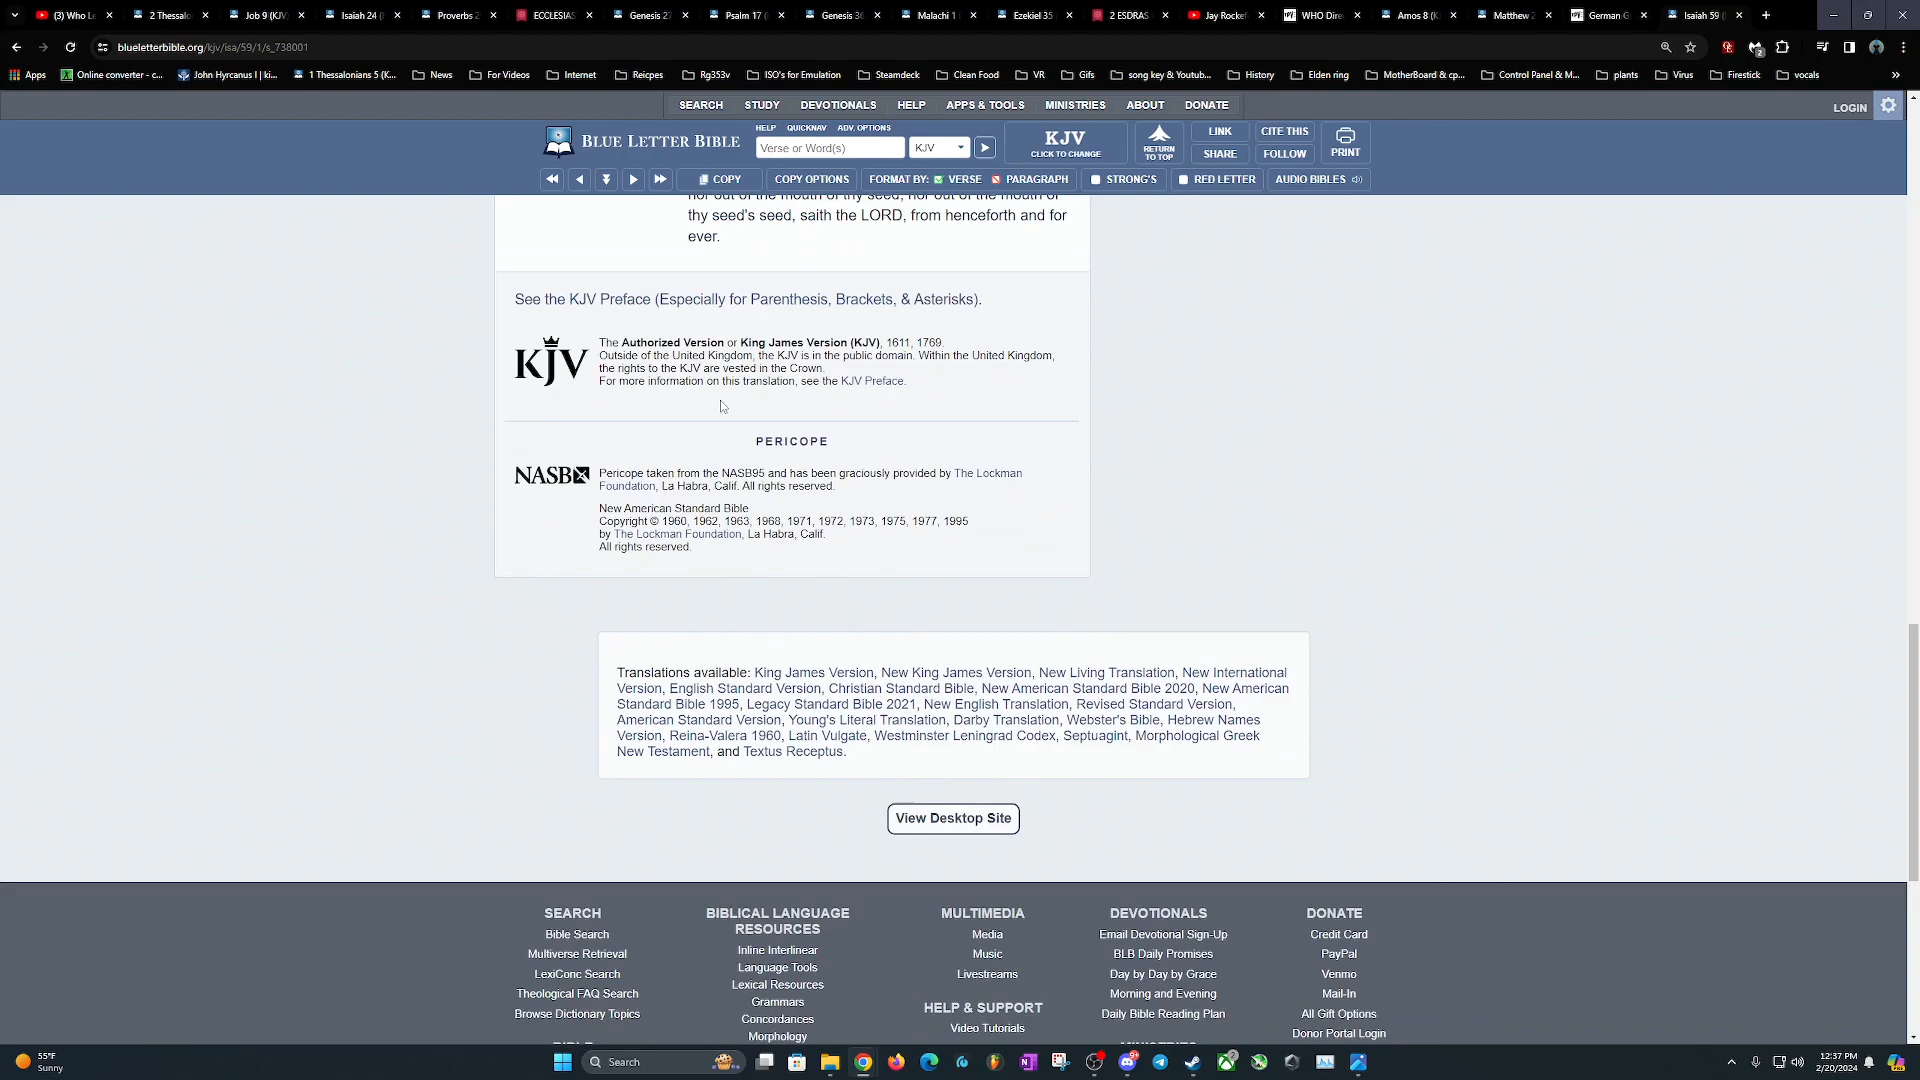 (3) Who Le
2 Thessalo
Job 9 (KJV)
Isaiah 24 (
Proverbs 2
ECCLESIAS
Genesis 27
Psalm 17 (
Genesis 36
Malachi 1
Ezekiel 35
2 ESDRAS
Jay Rockef
WHO Dire
Amos 8 (K
Matthew 2
German G
Isaiah 59 (
blueletterbible.org/kjv/isa/59/1/s_738001
Apps
Online converter - c...
John Hyrcanus I | ki...
1 Thessalonians 5 (K...
News
For Videos
Internet
Reicpes
Rg353v
ISO's for Emulation
Steamdeck
Clean Food
VR
Gifs
song key & Youtub...
History
Elden ring
MotherBoard & cp...
Control Panel & M...
plants
Virus
Firestick
vocals
SEARCH STUDY DEVOTIONALS HELP APPS & TOOLS MINISTRIES ABOUT DONATE
LOGIN
BLUE LETTER BIBLE
HELP QUICKNAV ADV. OPTIONS
Verse or Word(s)
KJV
KJV
CLICK TO CHANGE
RETURN
TO TOP
LINK
CITE THIS
SHARE
FOLLOW
PRINT
COPY
COPY OPTIONS
FORMAT BY: VERSE PARAGRAPH
STRONG'S
RED LETTER
AUDIO BIBLES
nor out of the mouth of thy seed, nor out of the mouth of
thy seed's seed, saith the LORD, from henceforth and for
ever.
See the KJV Preface (Especially for Parenthesis, Brackets, & Asterisks).
KJV
The Authorized Version or King James Version (KJV), 1611, 1769.
Outside of the United Kingdom, the KJV is in the public domain. Within the United Kingdom,
the rights to the KJV are vested in the Crown.
For more information on this translation, see the KJV Preface.
PERICOPE
NASB
Pericope taken from the NASB95 and has been graciously provided by The Lockman
Foundation, La Habra, Calif. All rights reserved.
New American Standard Bible
Copyright © 1960, 1962, 1963, 1968, 1971, 1972, 1973, 1975, 1977, 1995
by The Lockman Foundation, La Habra, Calif.
All rights reserved.
Translations available: King James Version, New King James Version, New Living Translation, New International
Version, English Standard Version, Christian Standard Bible, New American Standard Bible 2020, New American
Standard Bible 1995, Legacy Standard Bible 2021, New English Translation, Revised Standard Version,
American Standard Version, Young's Literal Translation, Darby Translation, Webster's Bible, Hebrew Names
Version, Reina-Valera 1960, Latin Vulgate, Westminster Leningrad Codex, Septuagint, Morphological Greek
New Testament, and Textus Receptus.
View Desktop Site
SEARCH
Bible Search
Multiverse Retrieval
LexiConc Search
Theological FAQ Search
Browse Dictionary Topics
BIBLICAL LANGUAGE
RESOURCES
Inline Interlinear
Language Tools
Lexical Resources
Grammars
Concordances
Morphology
MULTIMEDIA
Media
Music
Livestreams
HELP & SUPPORT
Video Tutorials
DEVOTIONALS
Email Devotional Sign-Up
BLB Daily Promises
Day by Day by Grace
Morning and Evening
Daily Bible Reading Plan
DONATE
Credit Card
PayPal
Venmo
Mail-In
All Gift Options
Donor Portal Login
55°F
Sunny
Search
12:37 PM
2/20/2024